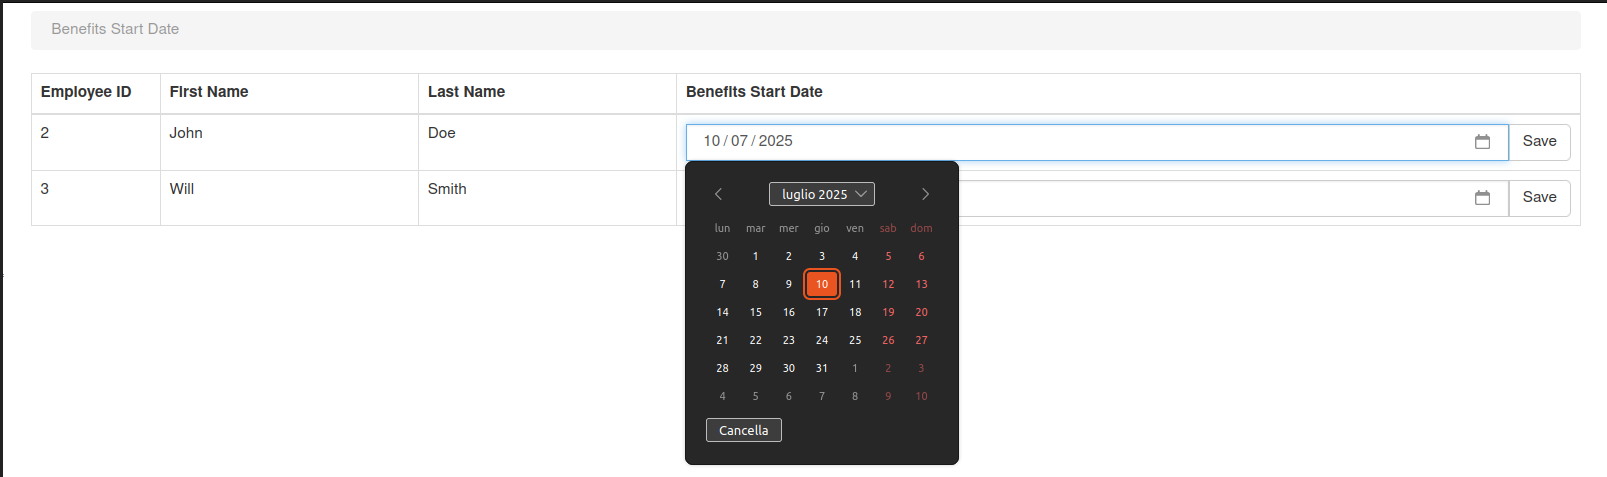 Benefits Start Date
Employee ID First Name Last Name Benefits Start Date
2 John Doe 10 / 07 / 2025 Save
3 Will Smith Save
luglio 2025
lun mar mer gio ven sab dom
30 1 2 3 4 5 6
7 8 9 10 11 12 13
14 15 16 17 18 19 20
21 22 23 24 25 26 27
28 29 30 31 1 2 3
4 5 6 7 8 9 10
Cancella